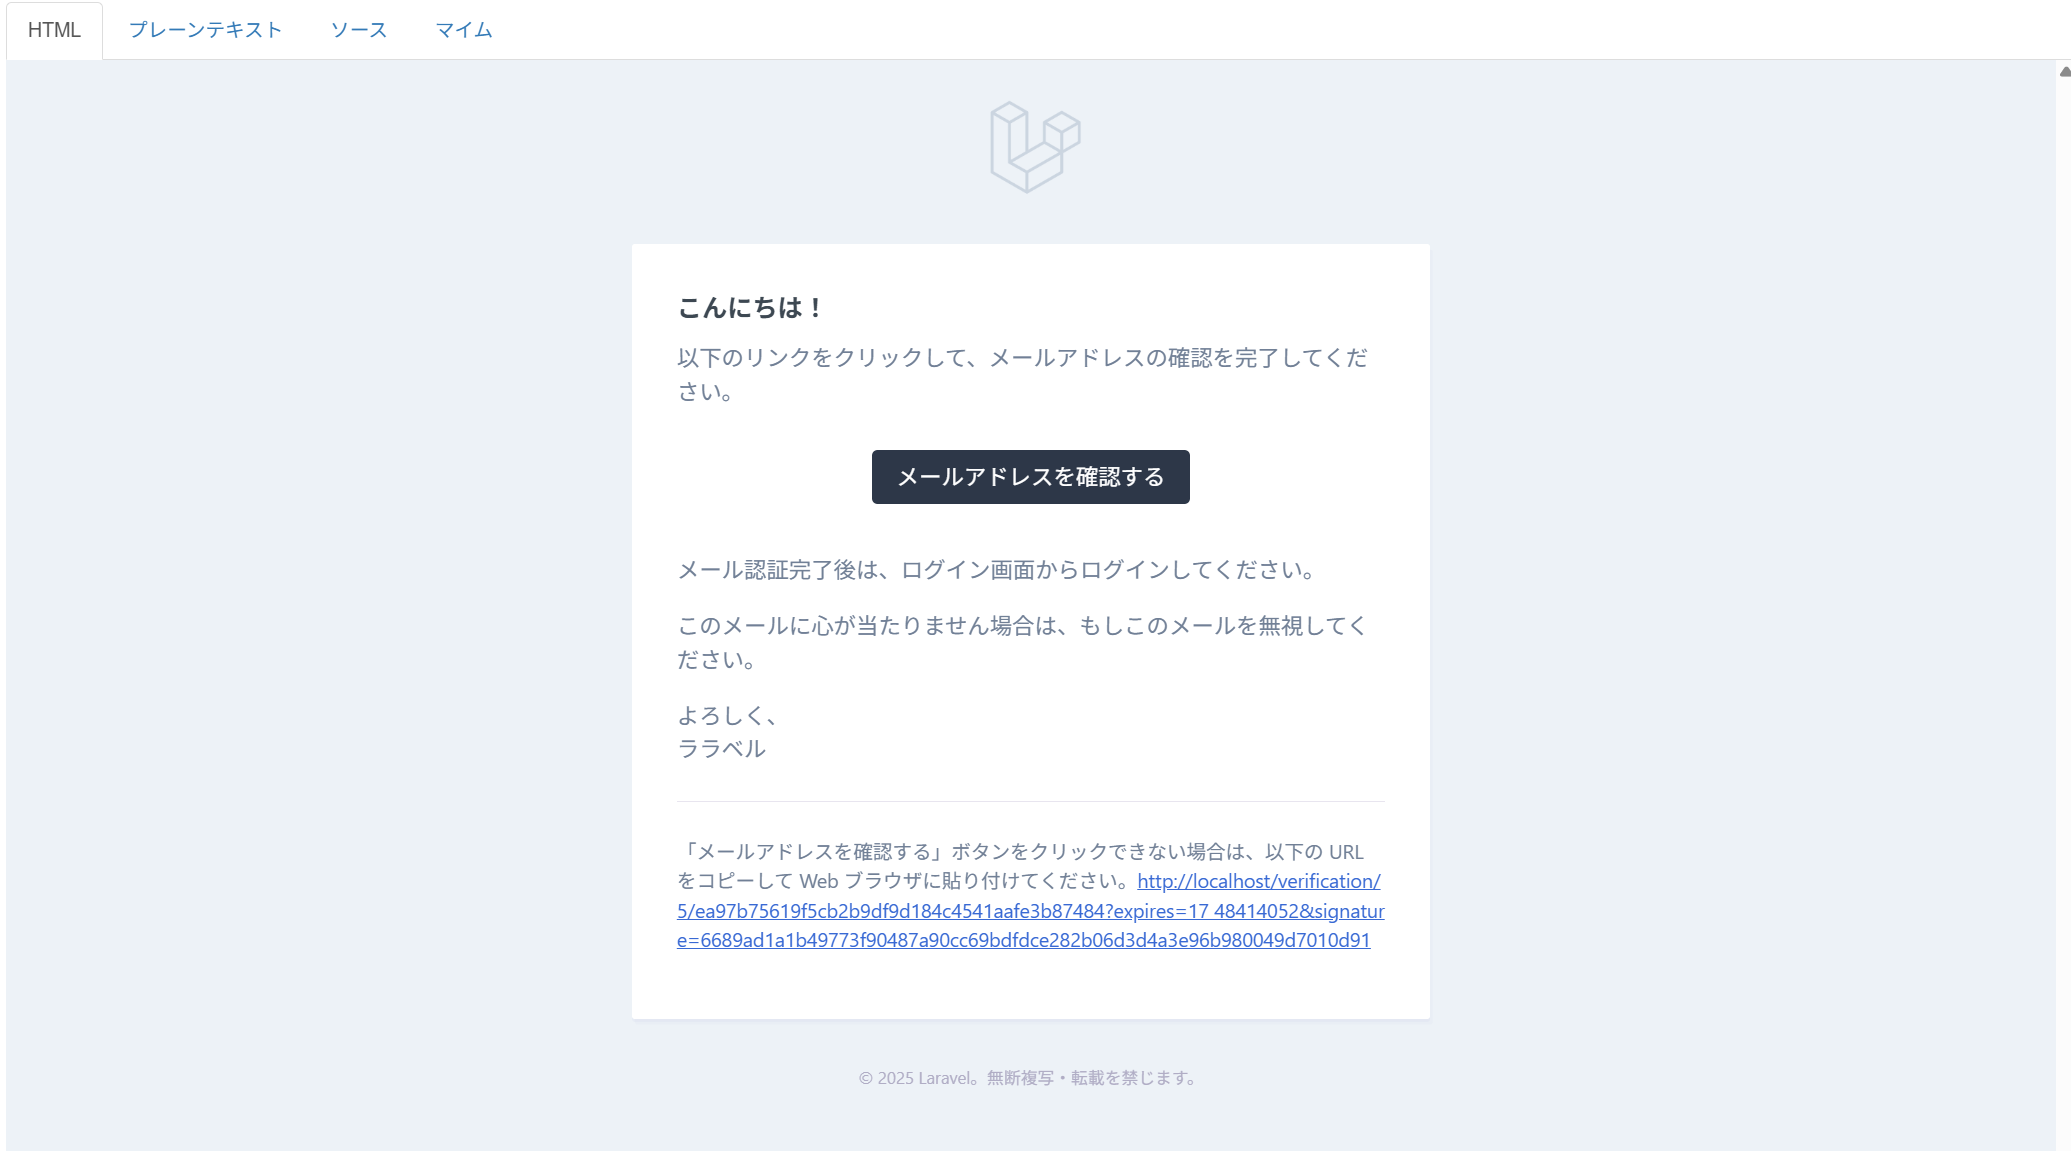 HTML プレーンテキスト ソース マイム
こんにちは！
以下のリンクをクリックして、メールアドレスの確認を完了してくだ
さい。
メールアドレスを確認する
メール認証完了後は、ログイン画面からログインしてください。
このメールに心が当たりません場合は、もしこのメールを無視してく
ださい。
よろしく、
ララベル
「メールアドレスを確認する」ボタンをクリックできない場合は、以下の URL
をコピーして Web ブラウザに貼り付けてください。http://localhost/verification/
5/ea97b75619f5cb2b9df9d184c4541aafe3b87484?expires=17 48414052&signatur
e=6689ad1a1b49773f90487a90cc69bdfdce282b06d3d4a3e96b980049d7010d91
© 2025 Laravel。無断複写・転載を禁じます。